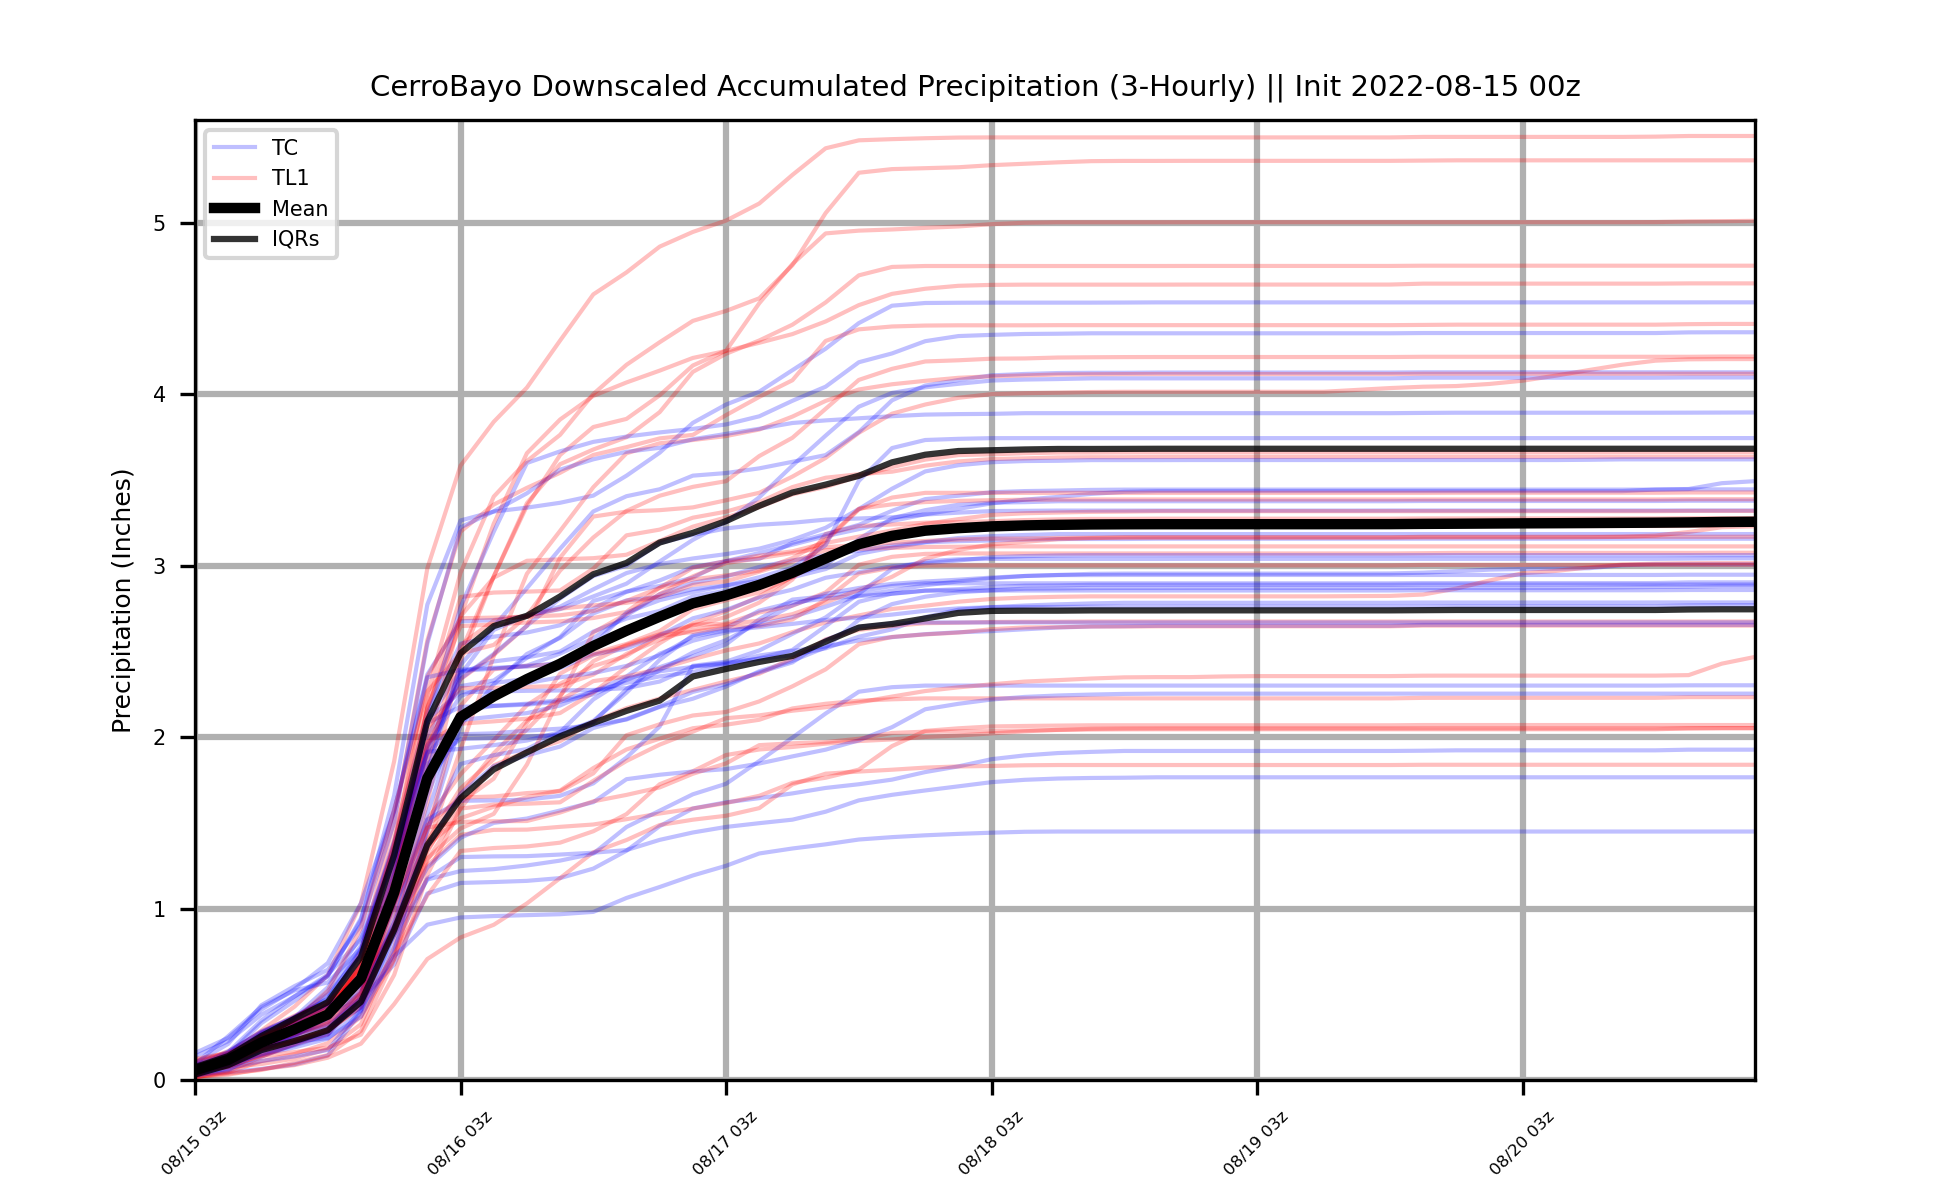 CerroBayo Downscaled Accumulated Precipitation (3-Hourly) || Init 2022-08-15 00z
TC
TL1
Mean
IQRs
Precipitation (Inches)
5
4
3
2
1
0
08/15 03z
08/16 03z
08/17 03z
08/18 03z
08/19 03z
08/20 03z